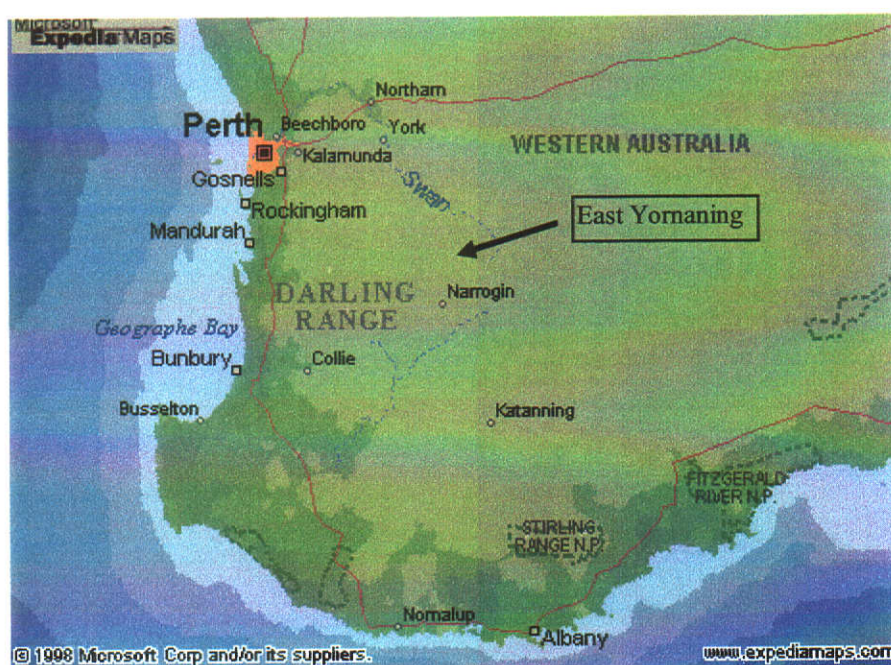 Microsoft
Expedia Maps
Northam
Perth
Beechboro
York
WESTERN AUSTRALIA
Kalamunda
Gosnells
Swan
Rockingham
East Yornaning
Mandurah
DARLING
RANGE
Narrogin
Geographe Bay
Bunbury
Collie
Busselton
Katanning
FITZGERALD
RIVER N.P.
STIRLING
RANGE N.P.
Nornalup
Albany
© 1998 Microsoft Corp and/or its suppliers.
www.expediamaps.com